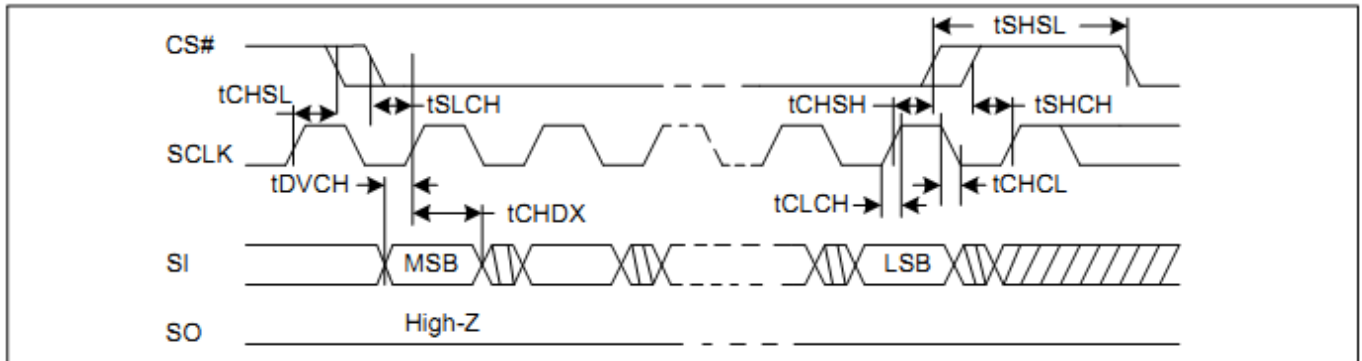 tSHSL
CS#
tCHSL
tSLCH
tCHSH
tSHCH
SCLK
tDVCH
tCHCL
tCLCH
tCHDX
SI
MSB
LSB
SO
High-Z